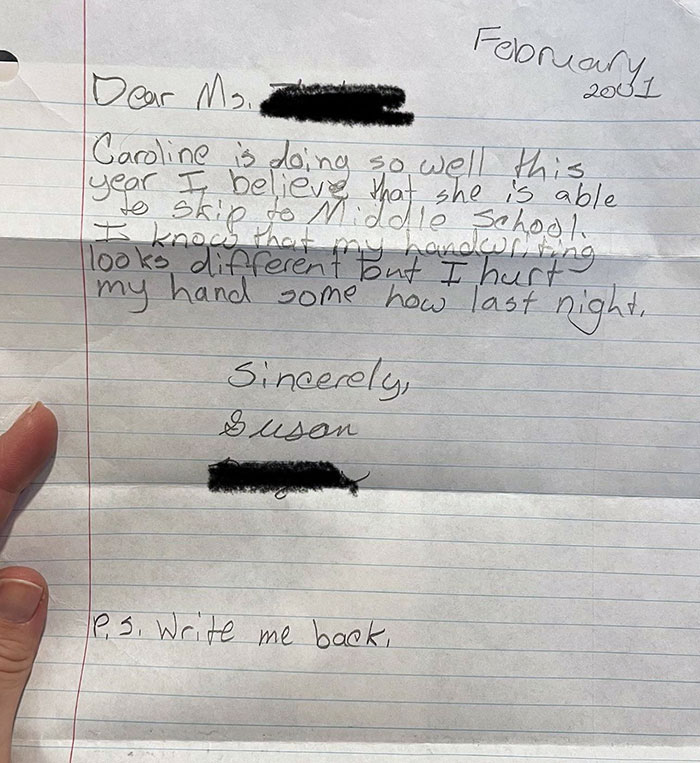 February
2001
Dear Ms.
Caroline is doing so well this
year I believe that she is able
to skip to Middle School.
I know that my handwriting
looks different but I hurt
my hand some how last night.
Sincerely,
Susan
P.S. Write me back.